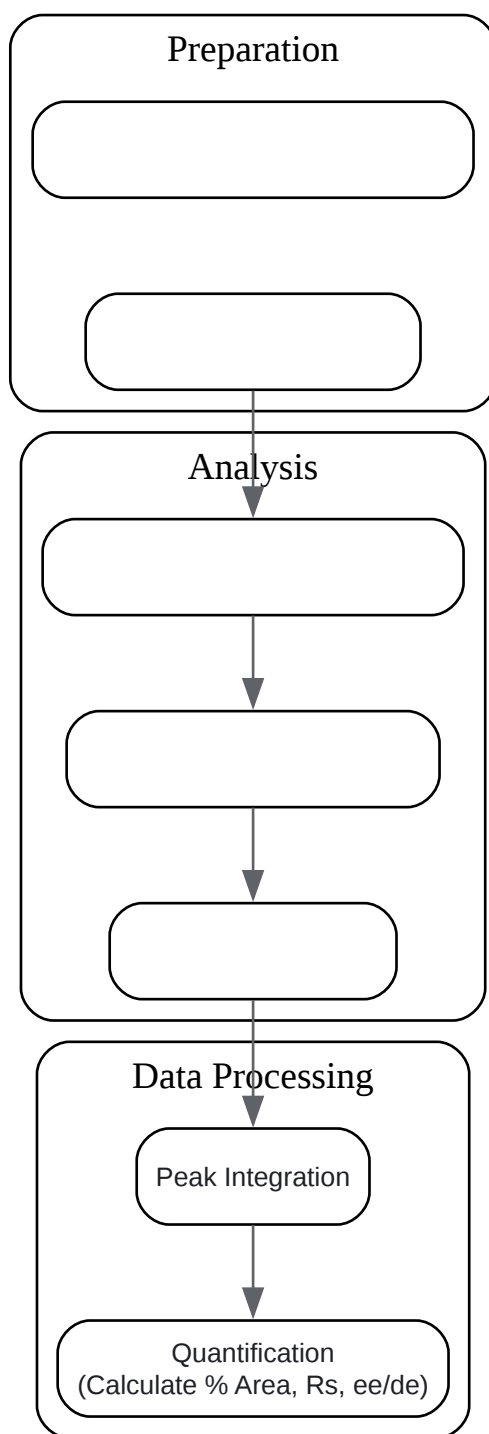 Preparation
Analysis
Data Processing
Peak Integration
Quantification
(Calculate % Area, Rs, ee/de)